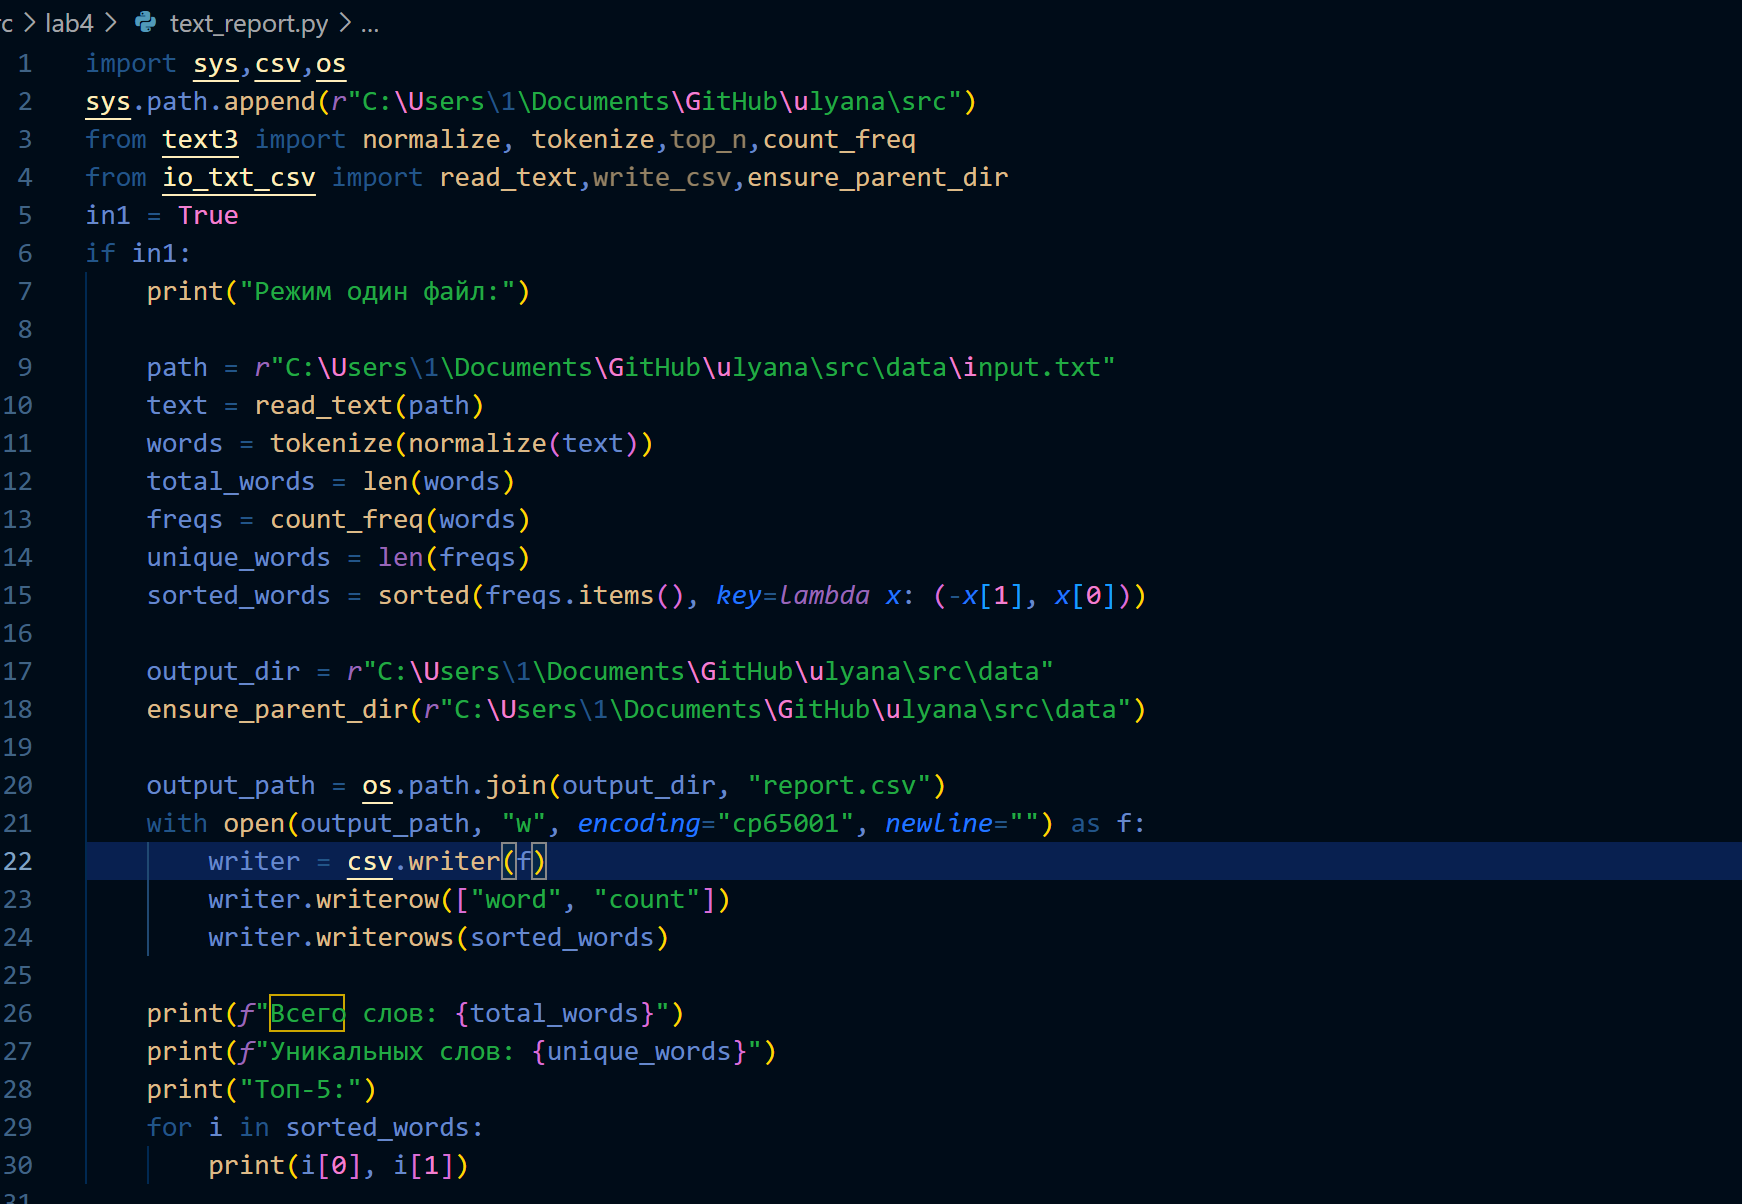 rc > lab4 > text_report.py > ...
1 import sys,csv,os
2 sys.path.append(r"C:\Users\1\Documents\GitHub\ulyana\src")
3 from text3 import normalize, tokenize,top_n,count_freq
4 from io_txt_csv import read_text,write_csv,ensure_parent_dir
5 in1 = True
6 if in1:
7     print("Режим один файл:")
8
9     path = r"C:\Users\1\Documents\GitHub\ulyana\src\data\input.txt"
10     text = read_text(path)
11     words = tokenize(normalize(text))
12     total_words = len(words)
13     freqs = count_freq(words)
14     unique_words = len(freqs)
15     sorted_words = sorted(freqs.items(), key=lambda x: (-x[1], x[0]))
16
17     output_dir = r"C:\Users\1\Documents\GitHub\ulyana\src\data"
18     ensure_parent_dir(r"C:\Users\1\Documents\GitHub\ulyana\src\data")
19
20     output_path = os.path.join(output_dir, "report.csv")
21     with open(output_path, "w", encoding="cp65001", newline="") as f:
22         writer = csv.writer(f)
23         writer.writerow(["word", "count"])
24         writer.writerows(sorted_words)
25
26     print(f"Всего слов: {total_words}")
27     print(f"Уникальных слов: {unique_words}")
28     print("Топ-5:")
29     for i in sorted_words:
30         print(i[0], i[1])
31